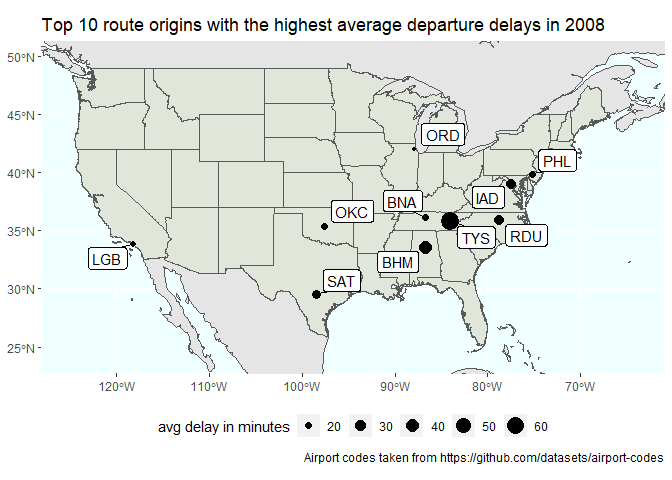 Top 10 route origins with the highest average departure delays in 2008
50°N
45°N
40°N
35°N
30°N
25°N
ORD
PHL
BNA
IAD
OKC
TYS
RDU
LGB
BHM
SAT
120°W 110°W 100°W 90°W 80°W 70°W
avg delay in minutes 20 30 40 50 60
Airport codes taken from https://github.com/datasets/airport-codes